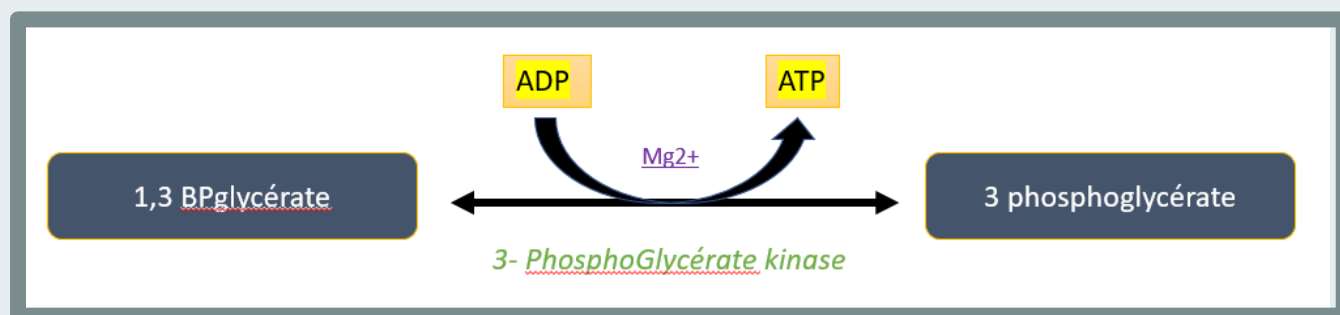 ADP
ATP
Mg2+
1,3 BPglycérate
3 phosphoglycérate
3- PhosphoGlycérate kinase